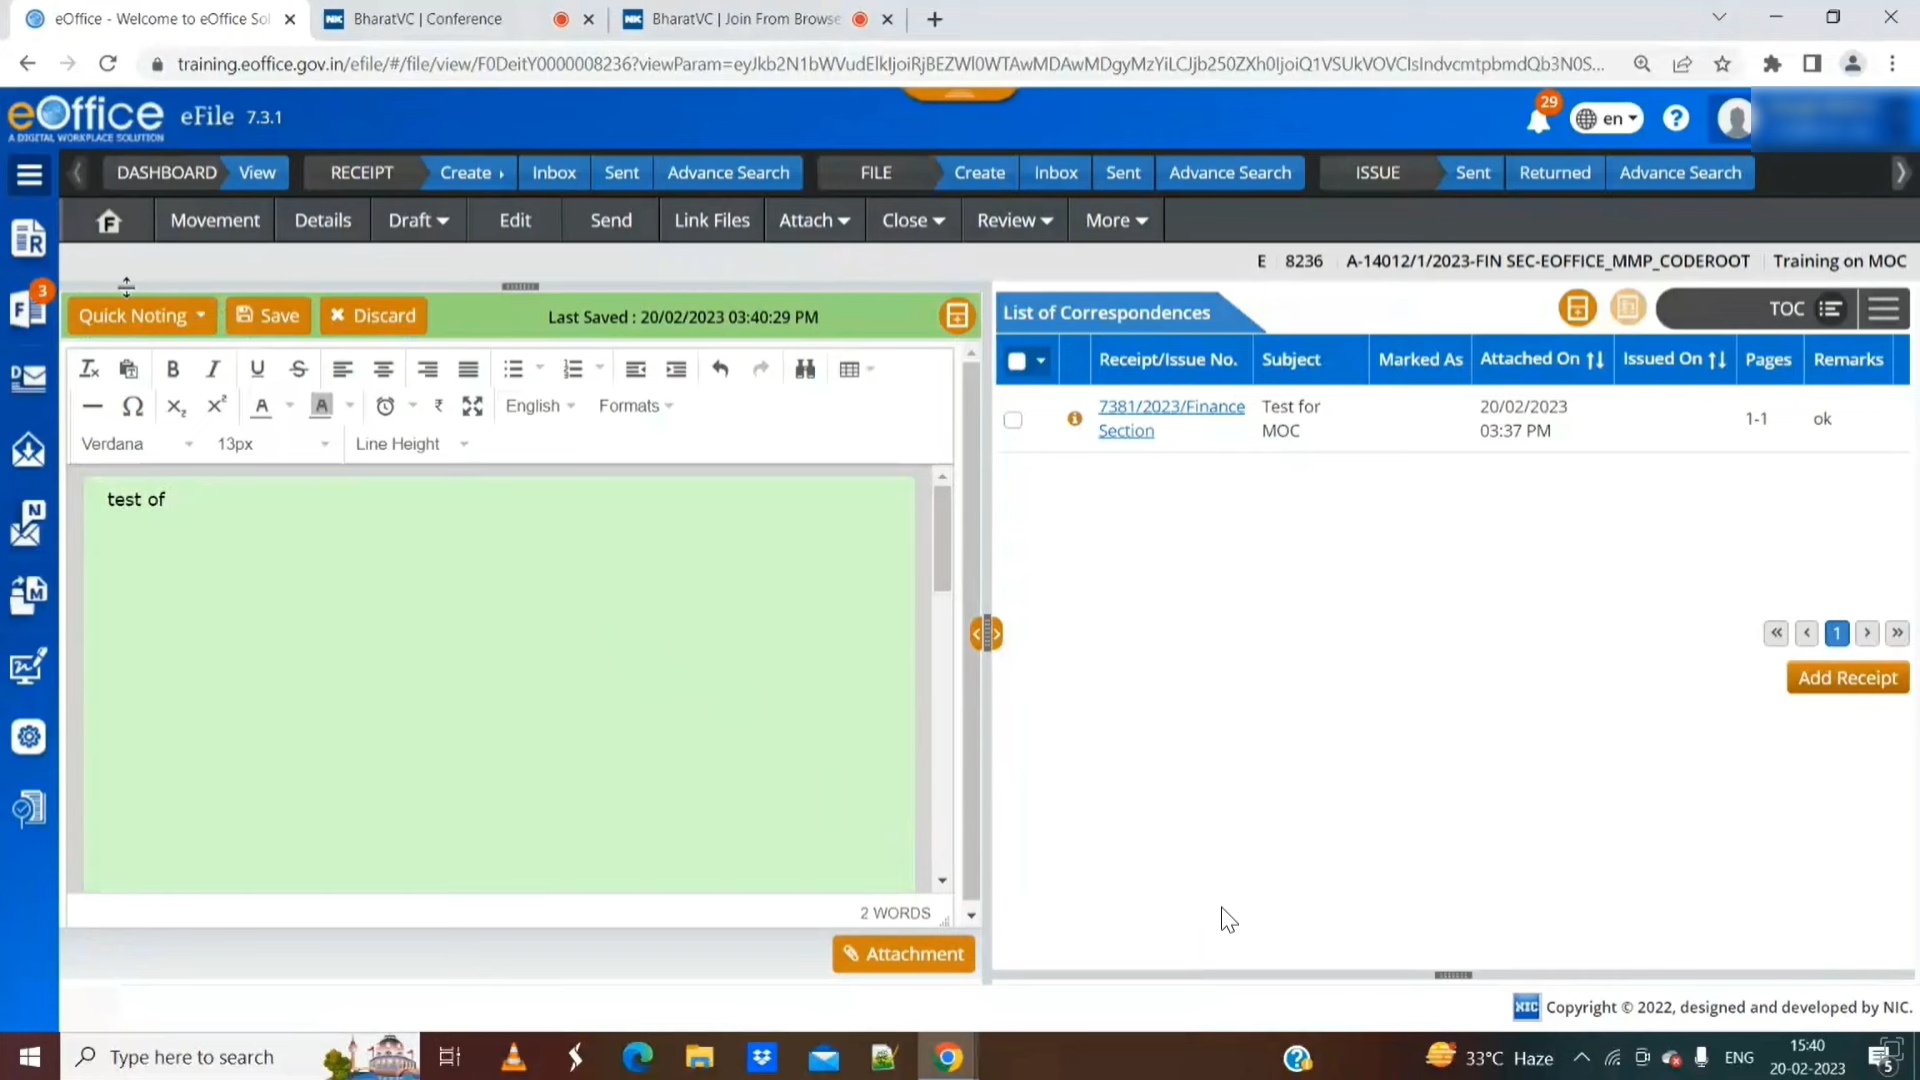 eOffice - Welcome to eOffice Sol
BharatVC | Conference
BharatVC | Join From Browse
training.eoffice.gov.in/efile/#/file/view/F0DeitY0000008236?viewParam=eyJkb2N1bWVudElkIjoiRjBEZWl0WTAwMDAwMDgyMzYiLCJjb250ZXh0IjoiQ1VSUkVOVCIsIndvcmtpbmdQb3N0S...
eOffice
A DIGITAL WORKPLACE SOLUTION
eFile 7.3.1
29
en
DASHBOARD View RECEIPT Create Inbox Sent Advance Search FILE Create Inbox Sent Advance Search ISSUE Sent Returned Advance Search
Movement Details Draft Edit Send Link Files Attach Close Review More
E 8236 A-14012/1/2023-FIN SEC-EOFFICE_MMP_CODEROOT Training on MOC
3
Quick Noting Save Discard Last Saved : 20/02/2023 03:40:29 PM
English Formats
Verdana 13px Line Height
test of
2 WORDS
Attachment
List of Correspondences
TOC
Receipt/Issue No. Subject Marked As Attached On Issued On Pages Remarks
7381/2023/Finance Test for 20/02/2023 1-1 ok
Section MOC 03:37 PM
« ‹ 1 › »
Add Receipt
NIC Copyright © 2022, designed and developed by NIC.
Type here to search
33°C Haze
ENG
15:40
20-02-2023
5